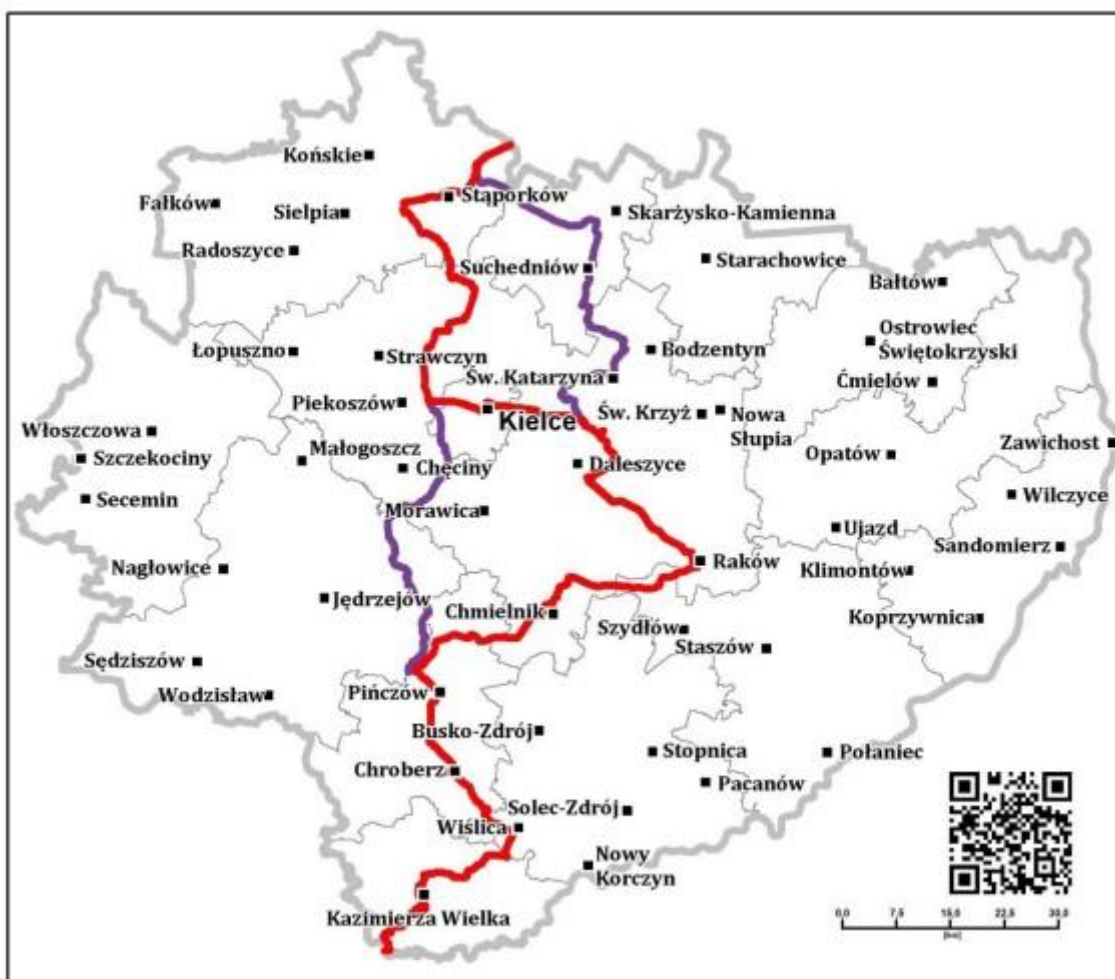 Końskie
Stąporków
Fałków
Sielpia
Skarżysko-Kamienna
Radoszyce
Starachowice
Suchedniów
Bałtów
Ostrowiec
Świętokrzyski
Łopuszno
Strawczyn
Bodzentyn
Św. Katarzyna
Ćmielów
Piekoszów
Kielce
Św. Krzyż
Nowa
Słupia
Włoszczowa
Małogoszcz
Zawichost
Szczekociny
Chęciny
Daleszyce
Opatów
Secemin
Morawica
Wilczyce
Ujazd
Sandomierz
Nagłowice
Raków
Klimontów
Jędrzejów
Chmielnik
Szydłów
Koprzywnica
Staszów
Sędziszów
Wodzisław
Pińczów
Busko-Zdrój
Stopnica
Połaniec
Chroberz
Pacanów
Solec-Zdrój
Wiślica
Nowy
Korczyn
Kazimierza Wielka
0,0 7,5 15,0 22,5 30,0
[km]